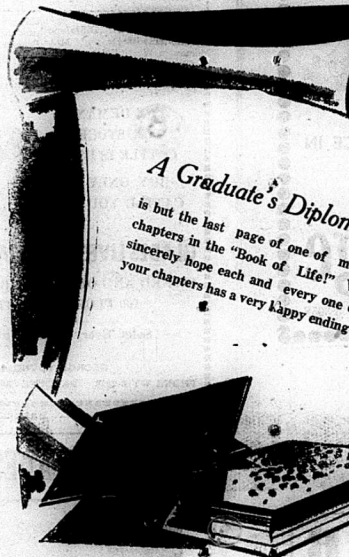 A Graduate's Diplom
is but the last page of one of m
chapters in the "Book of Life!"
sincerely hope each and every one
your chapters has a very happy ending